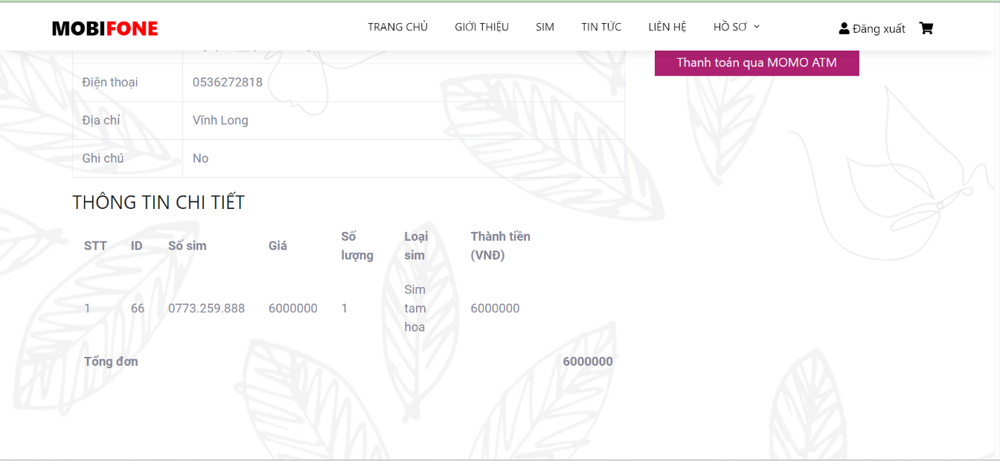 MOBIFONE TRANG CHỦ GIỚI THIỆU SIM TIN TỨC LIÊN HỆ HỒ SƠ Đăng xuất
Thanh toán qua MOMO ATM
Điện thoại 0536272818
Địa chỉ Vĩnh Long
Ghi chú No
THÔNG TIN CHI TIẾT
STT ID Số sim Giá Số lượng Loại sim Thành tiền (VNĐ)
1 66 0773.259.888 6000000 1 Sim tam hoa 6000000
Tổng đơn 6000000